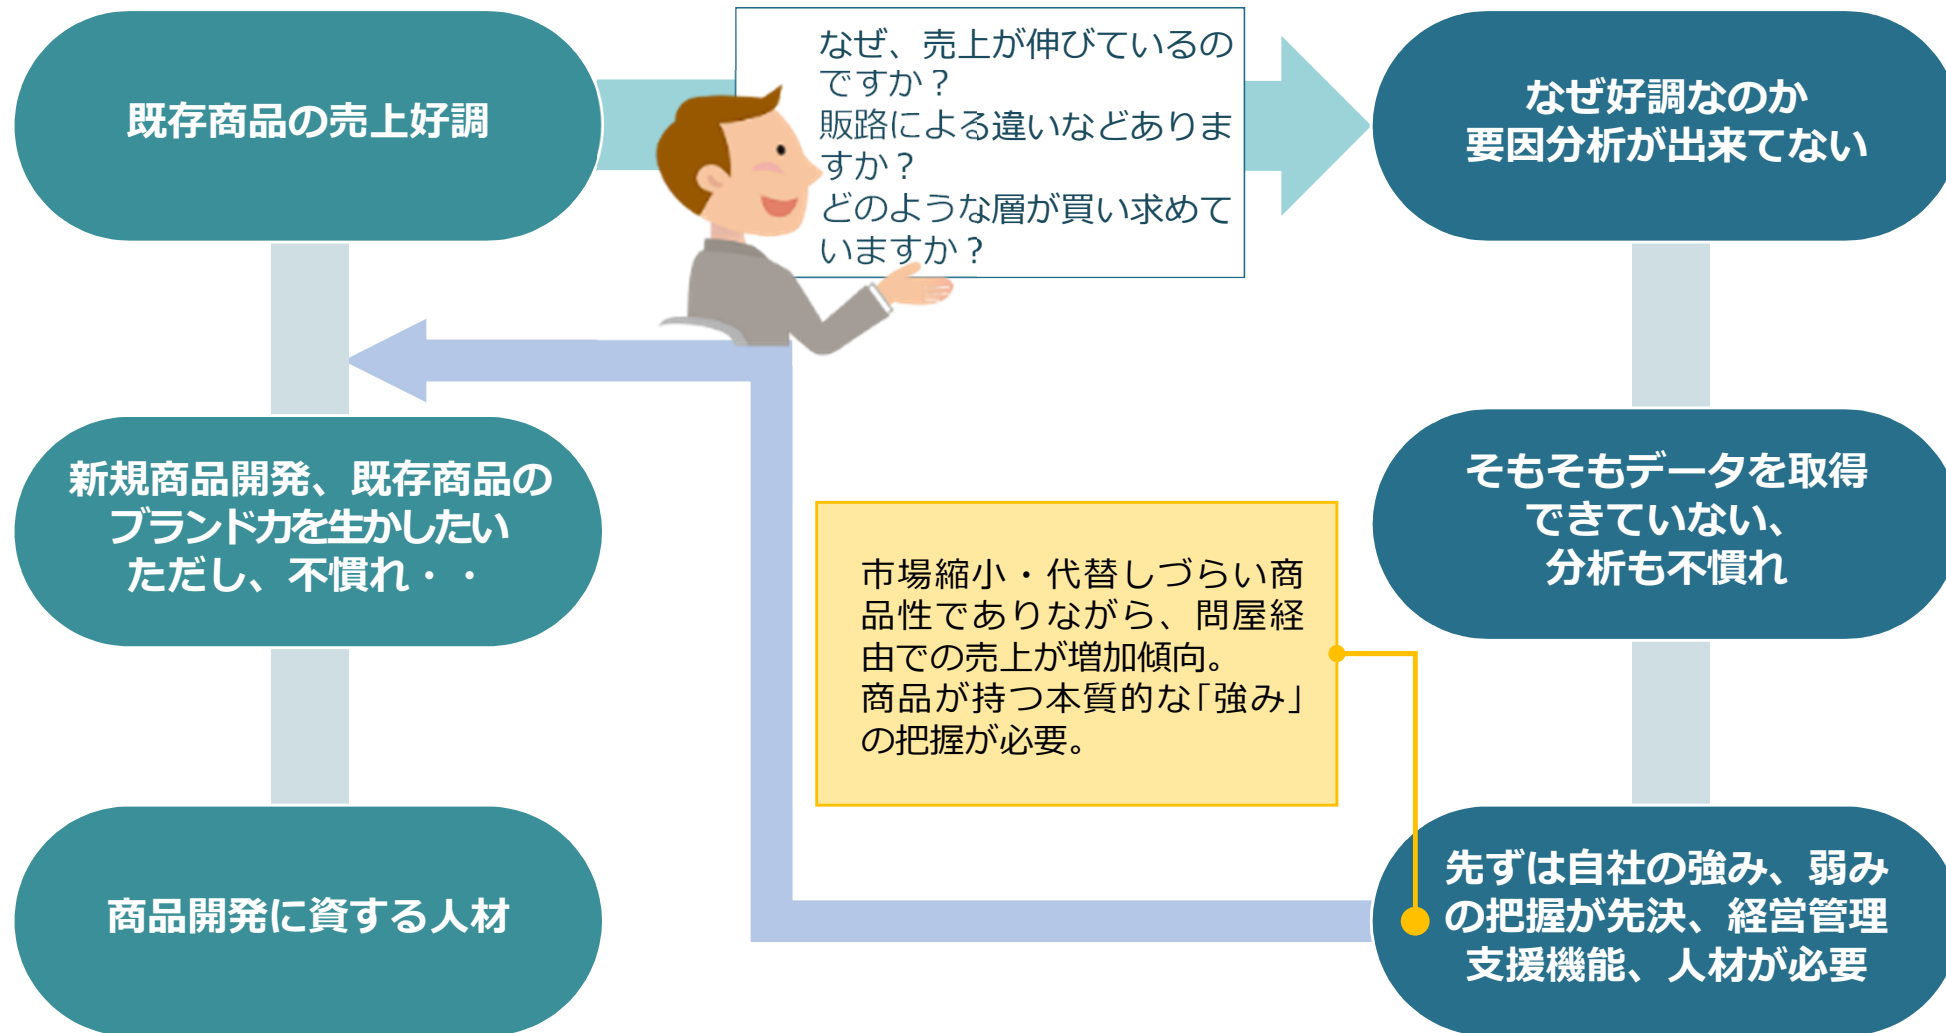 既存商品の売上好調
なぜ、売上が伸びているの
ですか？
販路による違いなどありま
すか？
どのような層が買い求めて
いますか？
なぜ好調なのか
要因分析が出来てない
新規商品開発、既存商品の
ブランド力を生かしたい
ただし、不慣れ・・
そもそもデータを取得
できていない、
分析も不慣れ
市場縮小・代替しづらい商
品性でありながら、問屋経
由での売上が増加傾向。
商品が持つ本質的な「強み」
の把握が必要。
商品開発に資する人材
先ずは自社の強み、弱み
の把握が先決、経営管理
支援機能、人材が必要